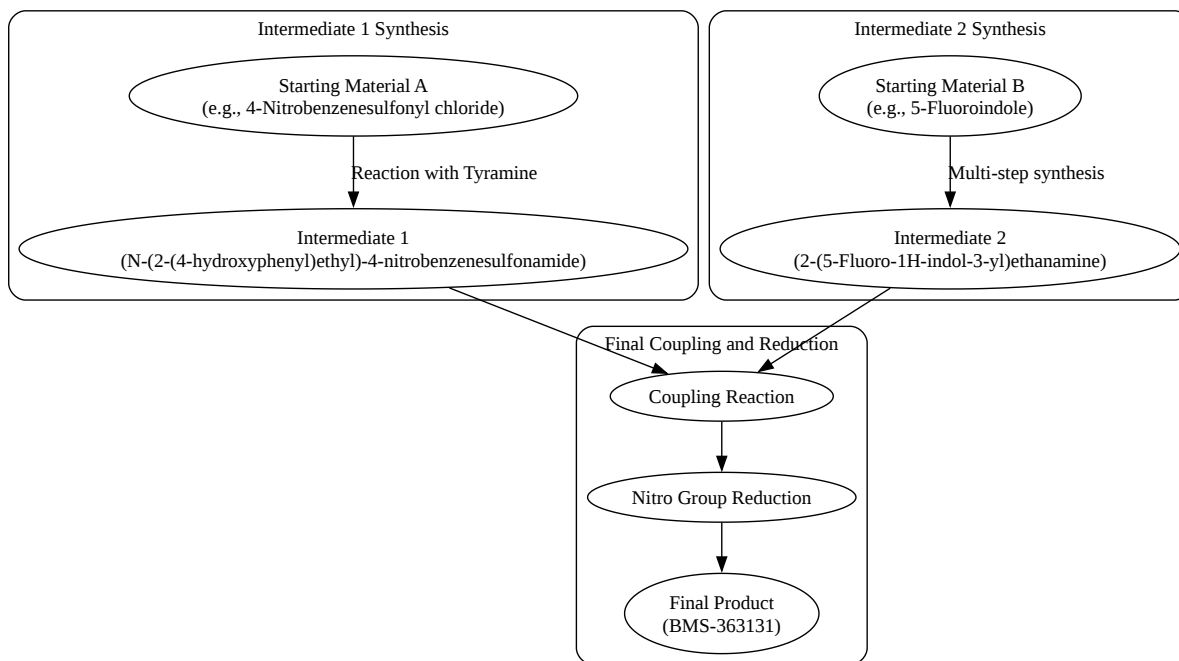 Intermediate 1 Synthesis
Starting Material A
(e.g., 4-Nitrobenzenesulfonyl chloride)
Reaction with Tyramine
Intermediate 1
(N-(2-(4-hydroxyphenyl)ethyl)-4-nitrobenzenesulfonamide)
Intermediate 2 Synthesis
Starting Material B
(e.g., 5-Fluoroindole)
Multi-step synthesis
Intermediate 2
(2-(5-Fluoro-1H-indol-3-yl)ethanamine)
Final Coupling and Reduction
Coupling Reaction
Nitro Group Reduction
Final Product
(BMS-363131)